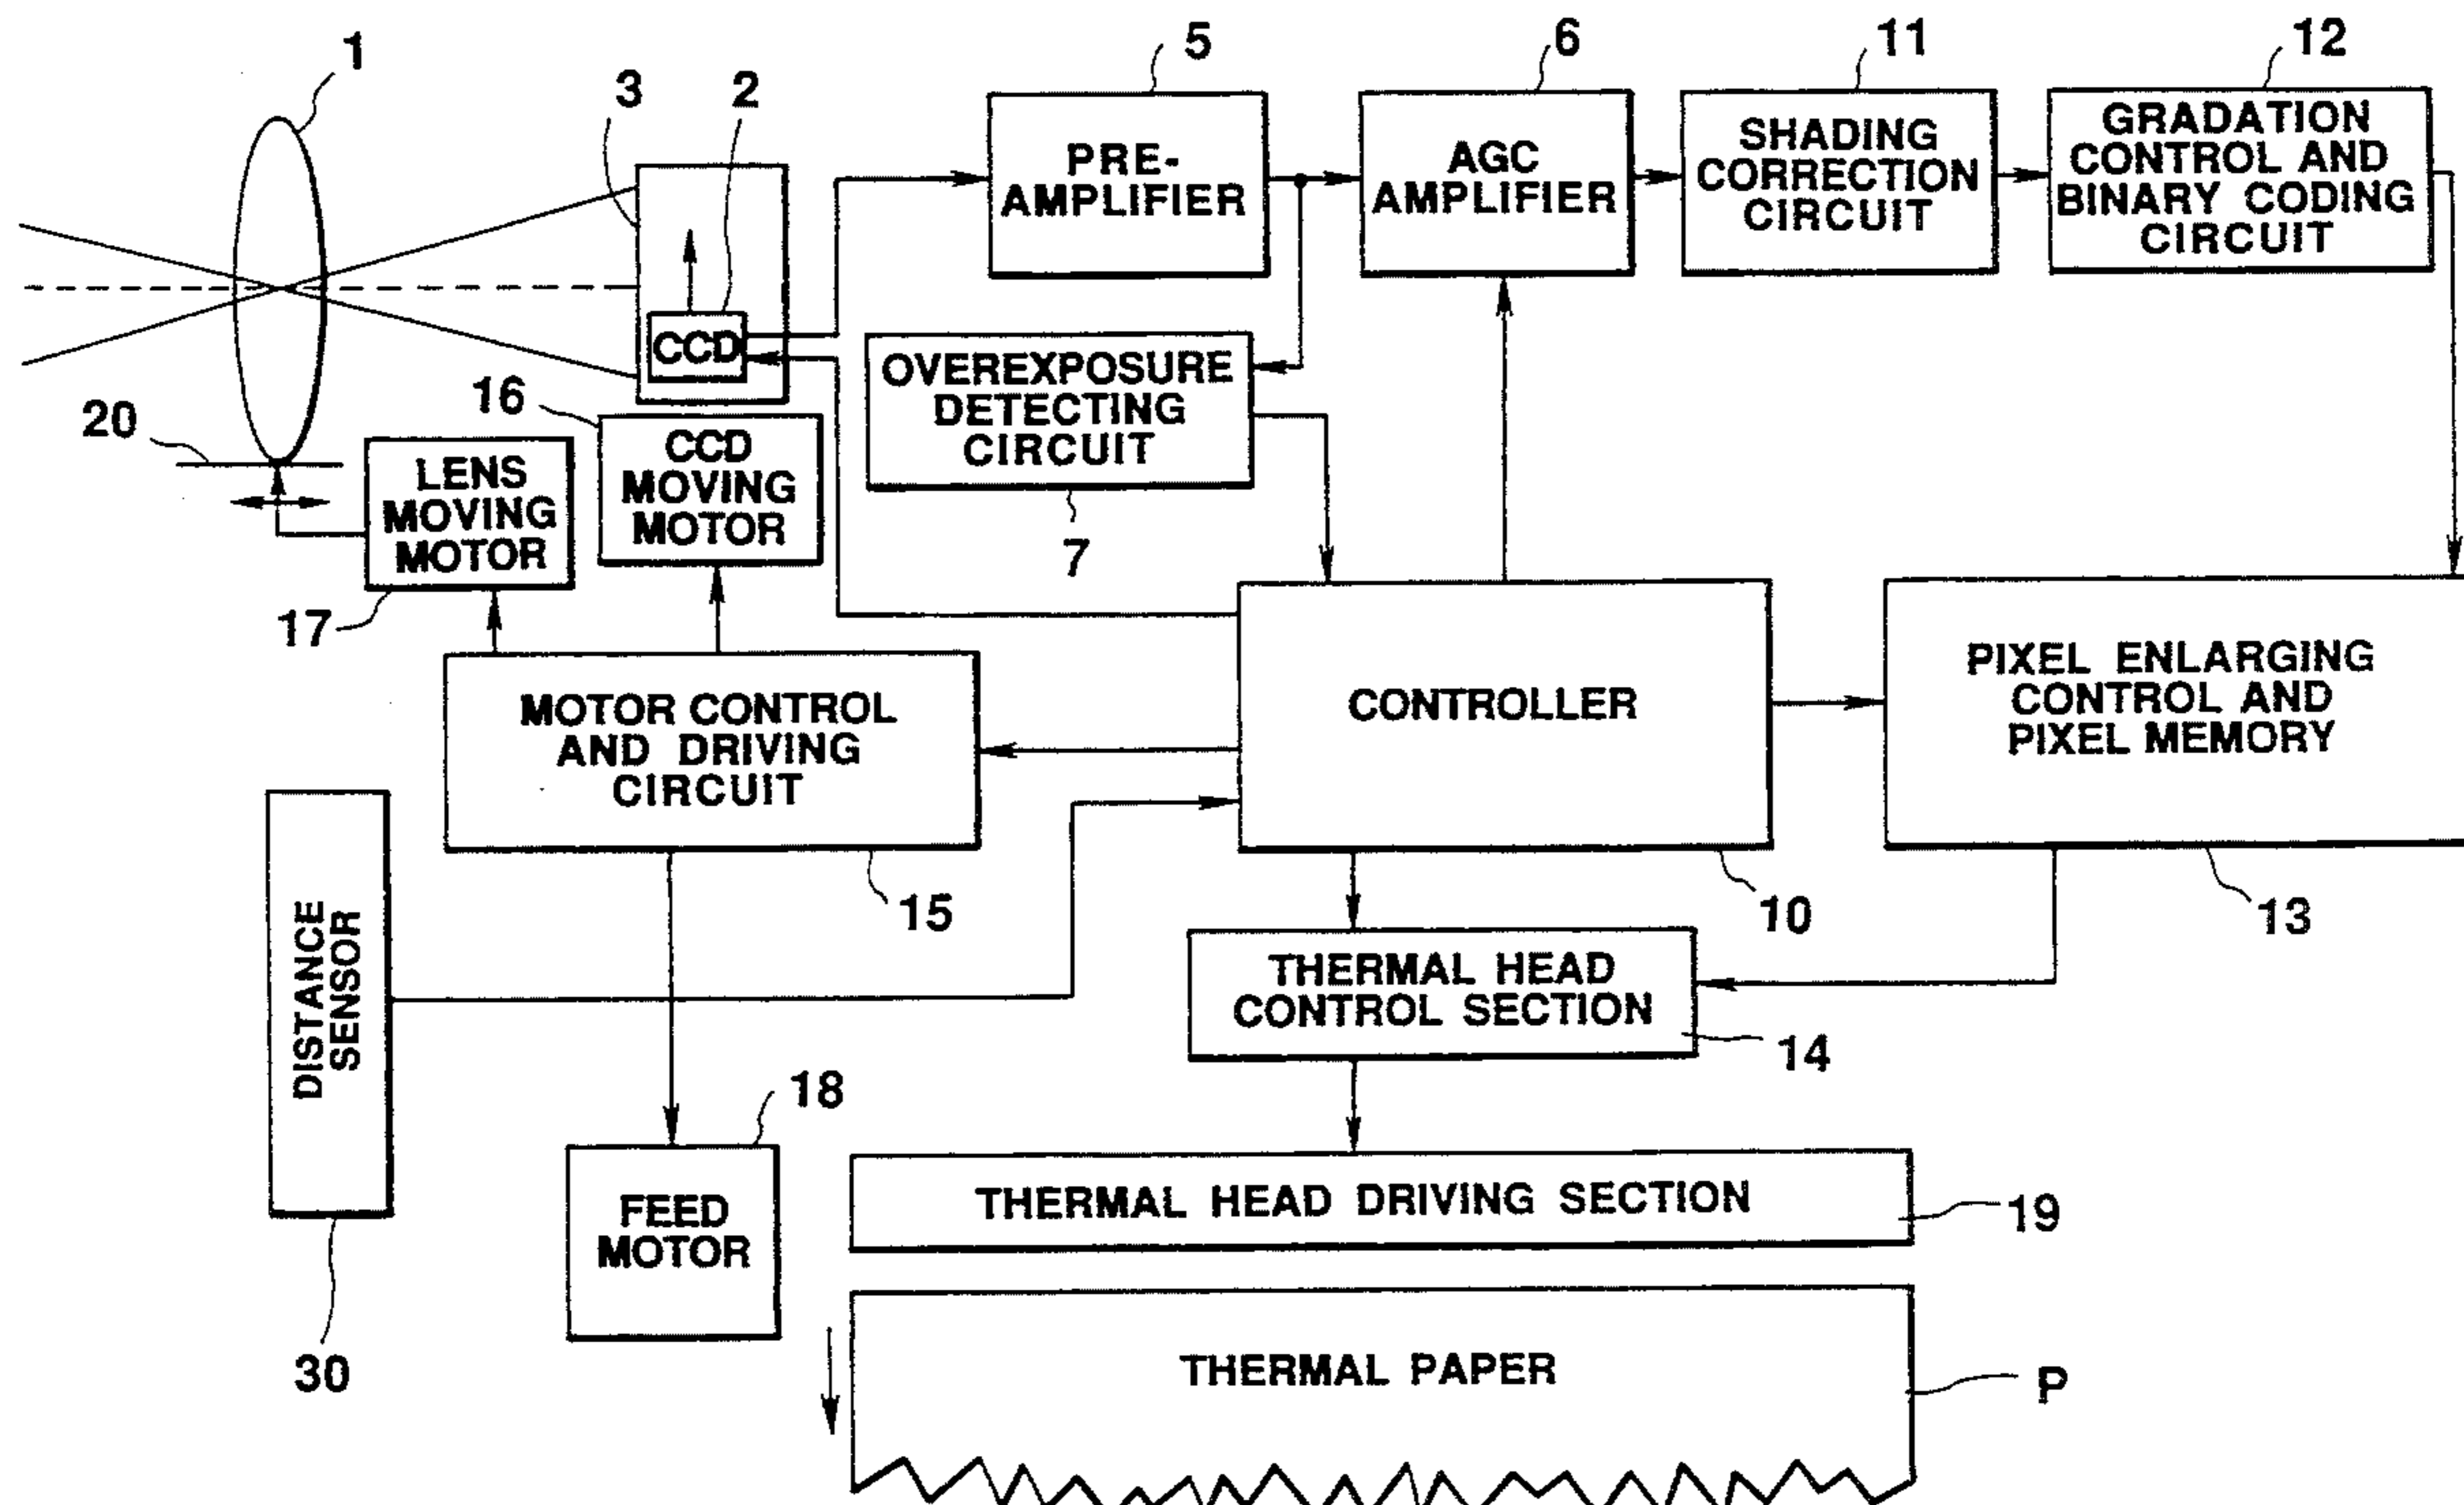 1
3
2
5
6
11
12
PRE-
AMPLIFIER
AGC
AMPLIFIER
SHADING
CORRECTION
CIRCUIT
GRADATION
CONTROL AND
BINARY CODING
CIRCUIT
CCD
OVEREXPOSURE
DETECTING
CIRCUIT
7
20
16
LENS
MOVING
MOTOR
17
CCD
MOVING
MOTOR
MOTOR CONTROL
AND DRIVING
CIRCUIT
15
CONTROLLER
10
PIXEL ENLARGING
CONTROL AND
PIXEL MEMORY
13
DISTANCE
SENSOR
30
THERMAL HEAD
CONTROL SECTION
14
18
FEED
MOTOR
THERMAL HEAD DRIVING SECTION
19
THERMAL PAPER
P